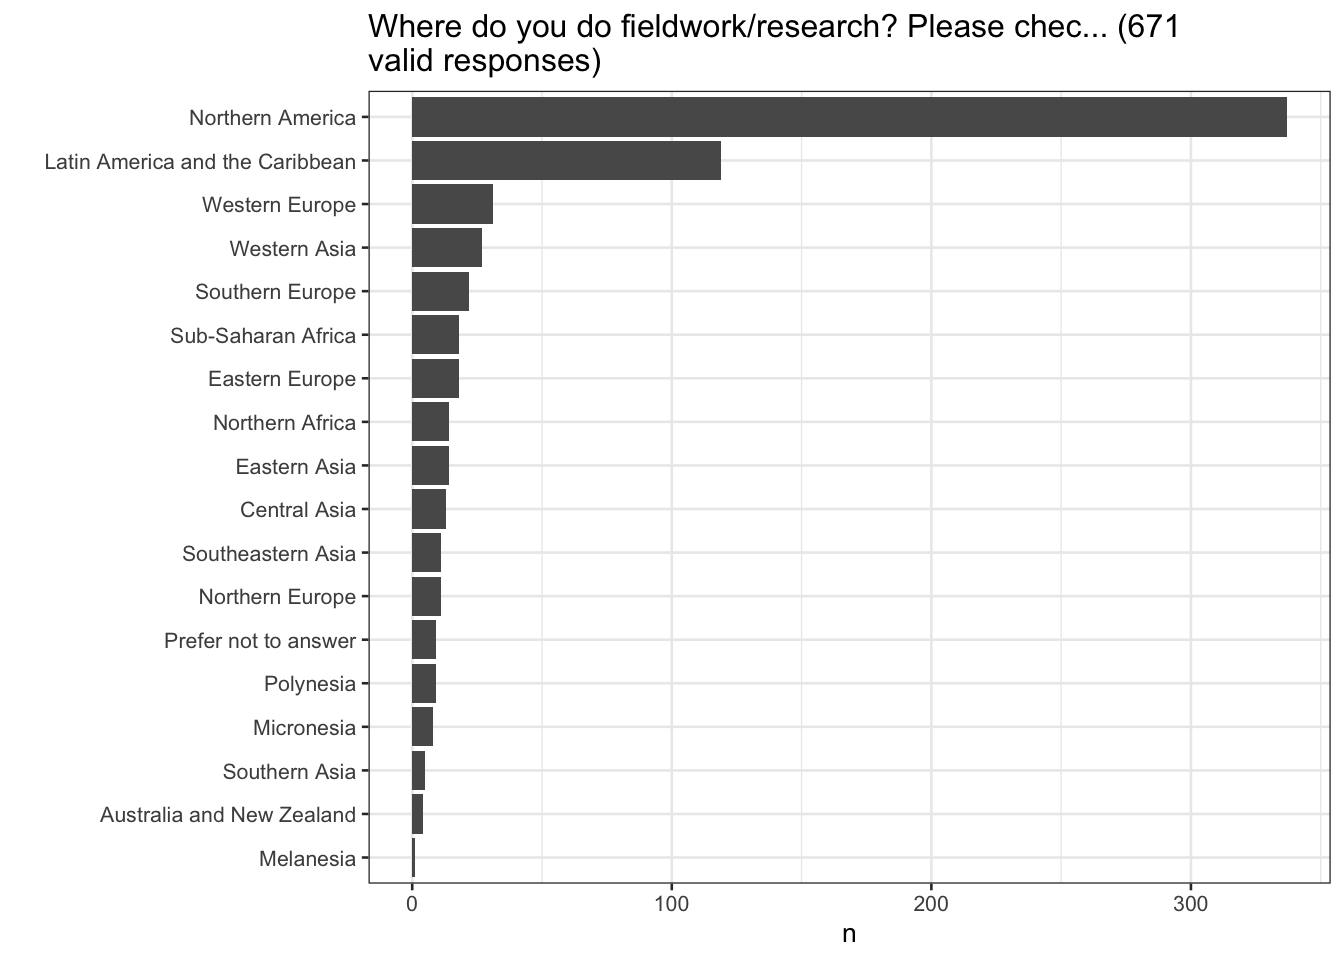 Where do you do fieldwork/research? Please chec... (671
valid responses)
Northern America
Latin America and the Caribbean
Western Europe
Western Asia
Southern Europe
Sub-Saharan Africa
Eastern Europe
Northern Africa
Eastern Asia
Central Asia
Southeastern Asia
Northern Europe
Prefer not to answer
Polynesia
Micronesia
Southern Asia
Australia and New Zealand
Melanesia
0 100 200 300
n